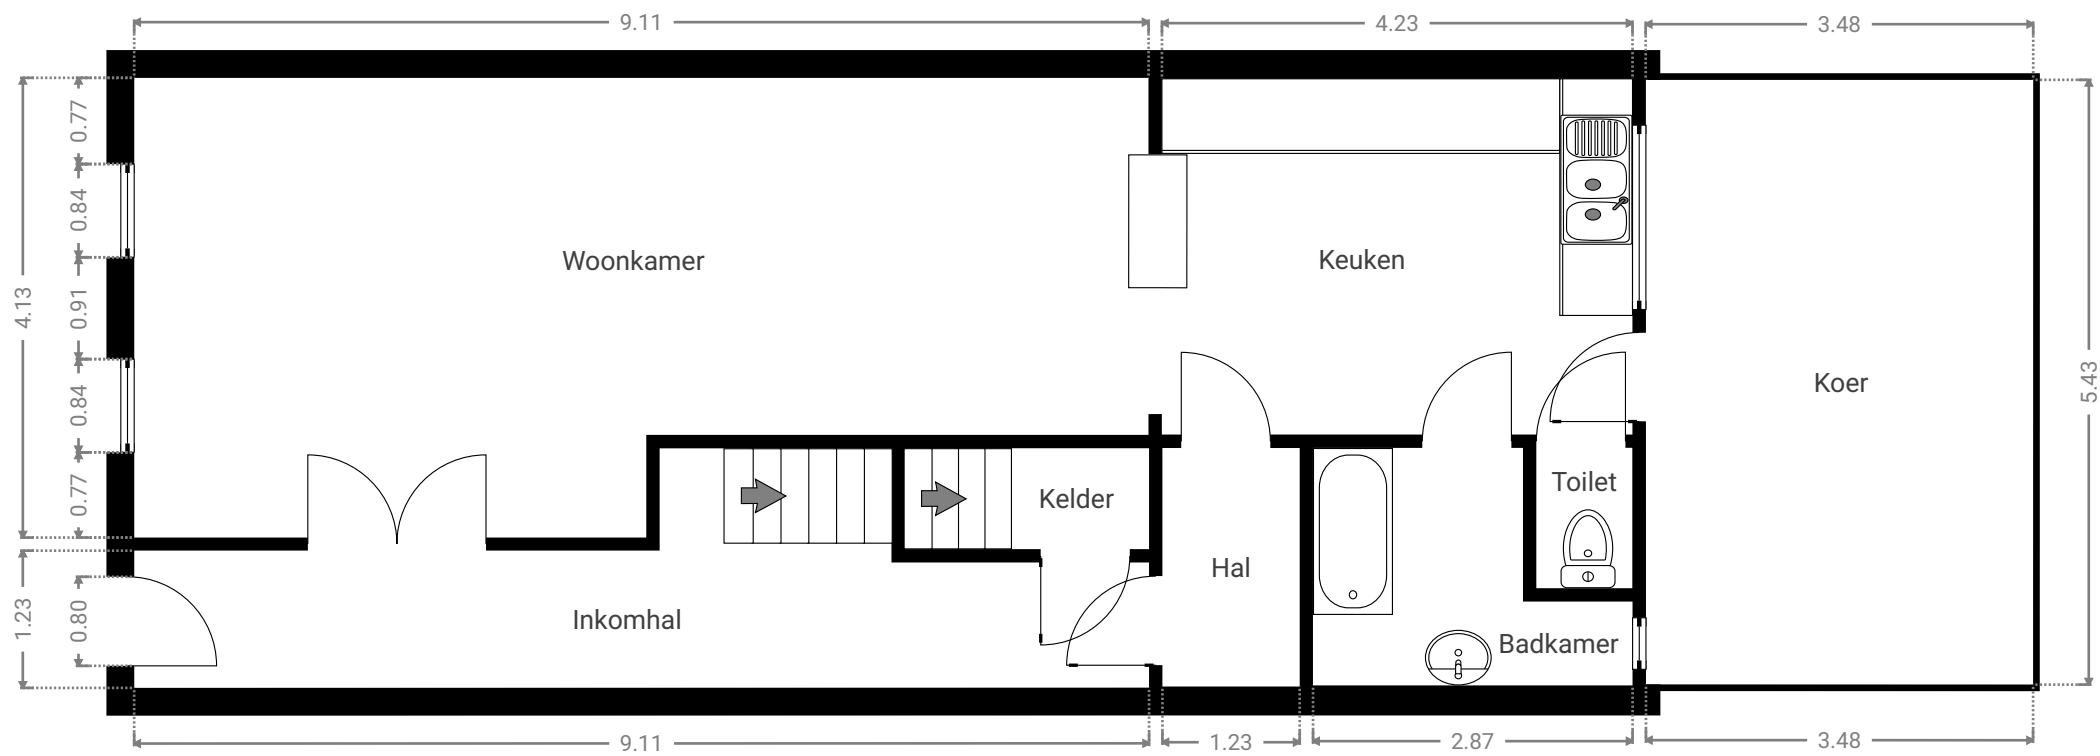 9.11
4.23
3.48
0.77
0.84
0.91
4.13
0.84
0.77
1.23
0.80
5.43
Woonkamer
Keuken
Koer
Kelder
Toilet
Hal
Inkomhal
Badkamer
9.11
1.23
2.87
3.48